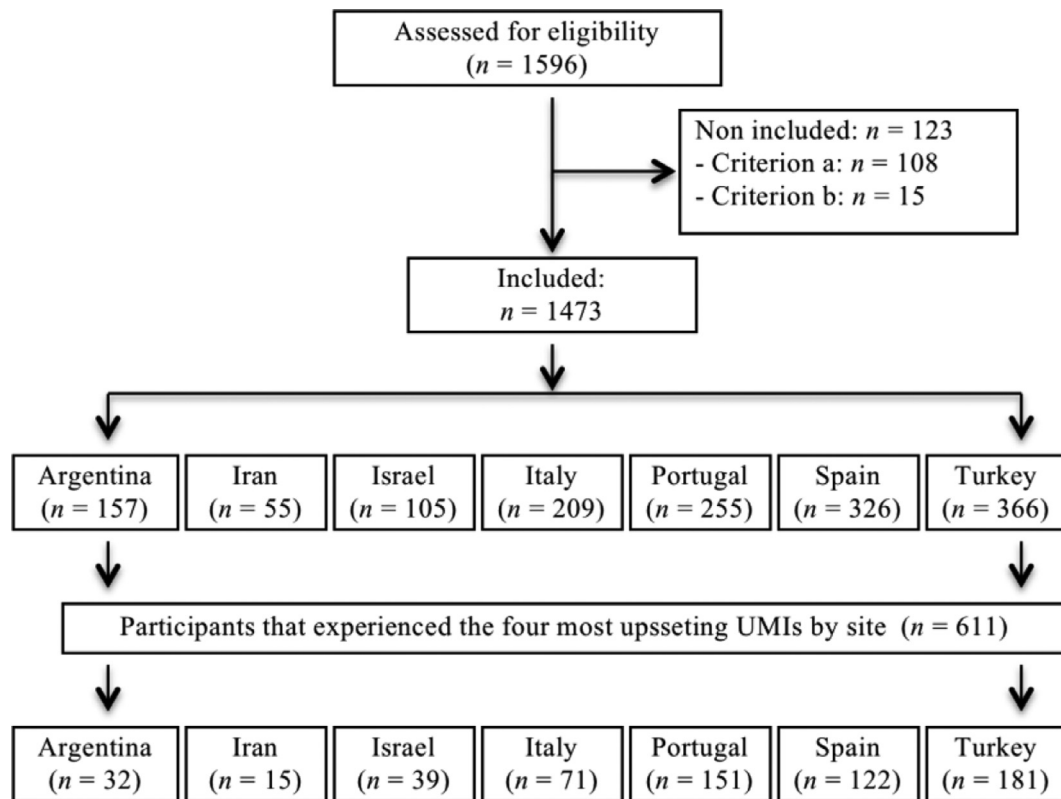 Assessed for eligibility
(n = 1596)
Non included: n = 123
- Criterion a: n = 108
- Criterion b: n = 15
Included:
n = 1473
Argentina
(n = 157)
Iran
(n = 55)
Israel
(n = 105)
Italy
(n = 209)
Portugal
(n = 255)
Spain
(n = 326)
Turkey
(n = 366)
Participants that experienced the four most upsseting UMIs by site (n = 611)
Argentina
(n = 32)
Iran
(n = 15)
Israel
(n = 39)
Italy
(n = 71)
Portugal
(n = 151)
Spain
(n = 122)
Turkey
(n = 181)